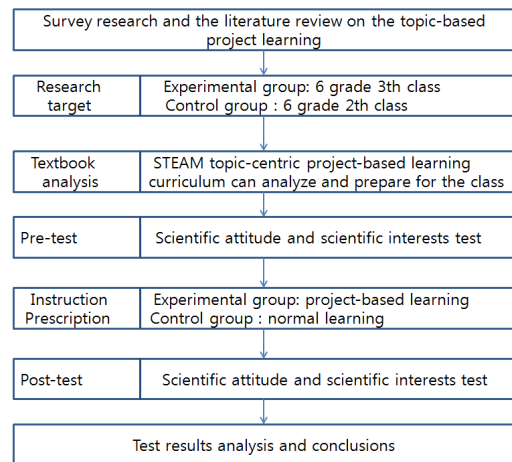 Survey research and the literature review on the topic-based
project learning
Research
target
Experimental group: 6 grade 3th class
Control group : 6 grade 2th class
Textbook
analysis
STEAM topic-centric project-based learning
curriculum can analyze and prepare for the class
Pre-test
Scientific attitude and scientific interests test
Instruction
Prescription
Experimental group: project-based learning
Control group : normal learning
Post-test
Scientific attitude and scientific interests test
Test results analysis and conclusions